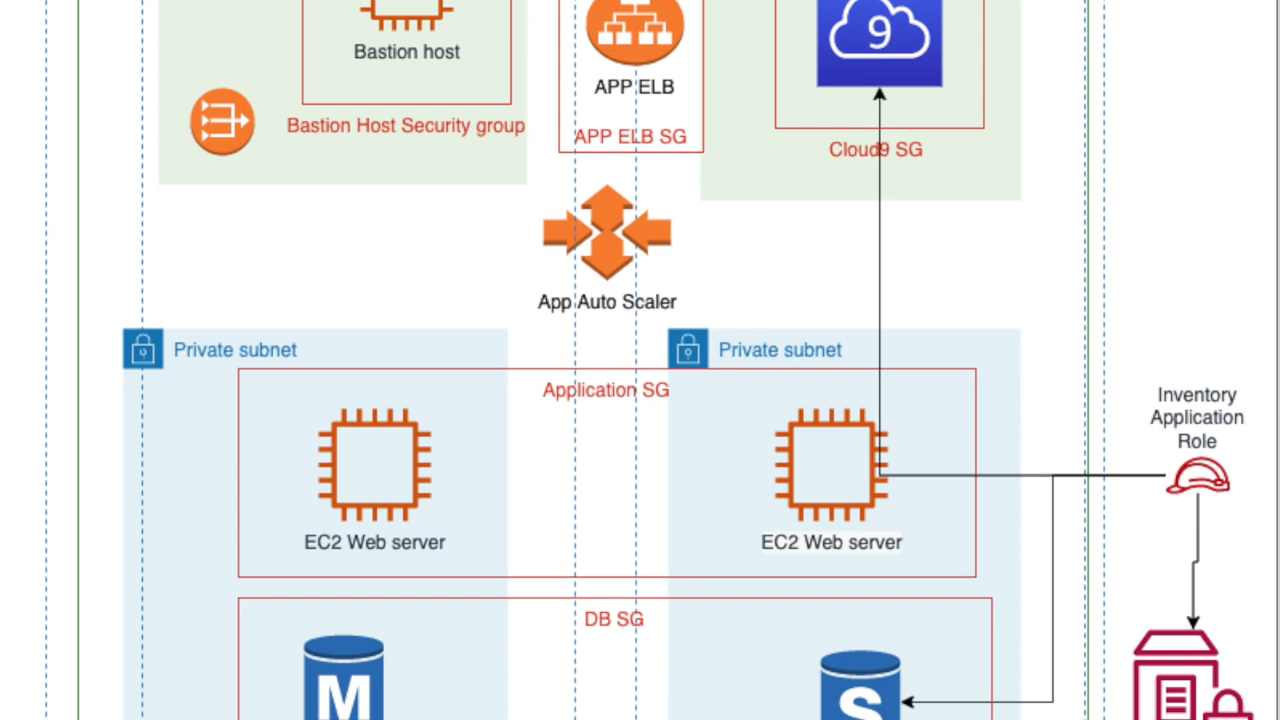 9
Bastion host
APP ELB
Bastion Host Security group
APP ELB SG
Cloud9 SG
App Auto Scaler
Private subnet
Private subnet
Application SG
Inventory
Application
Role
EC2 Web server
EC2 Web server
DB SG
M
S